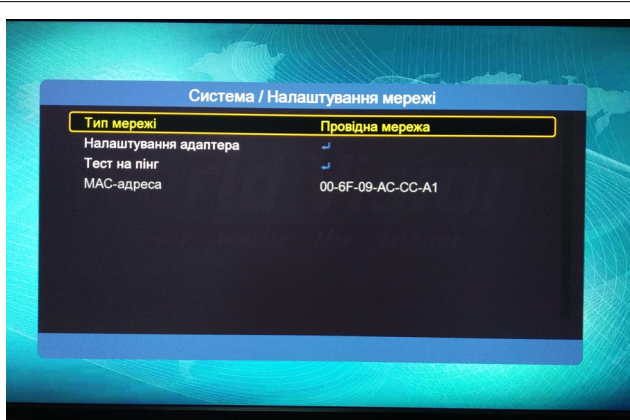 Система / Налаштування мережі
Тип мережі Провідна мережа
Налаштування адаптера
Тест на пінг
MAC-адреса 00-6F-09-AC-CC-A1